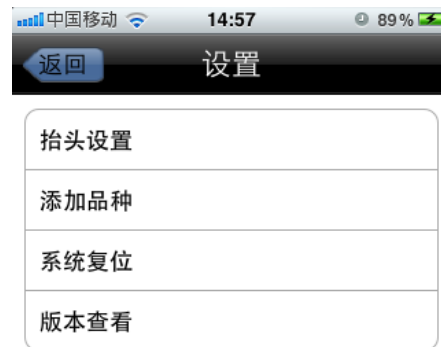 中国移动 14:57 89%
返回 设置
抬头设置
添加品种
系统复位
版本查看